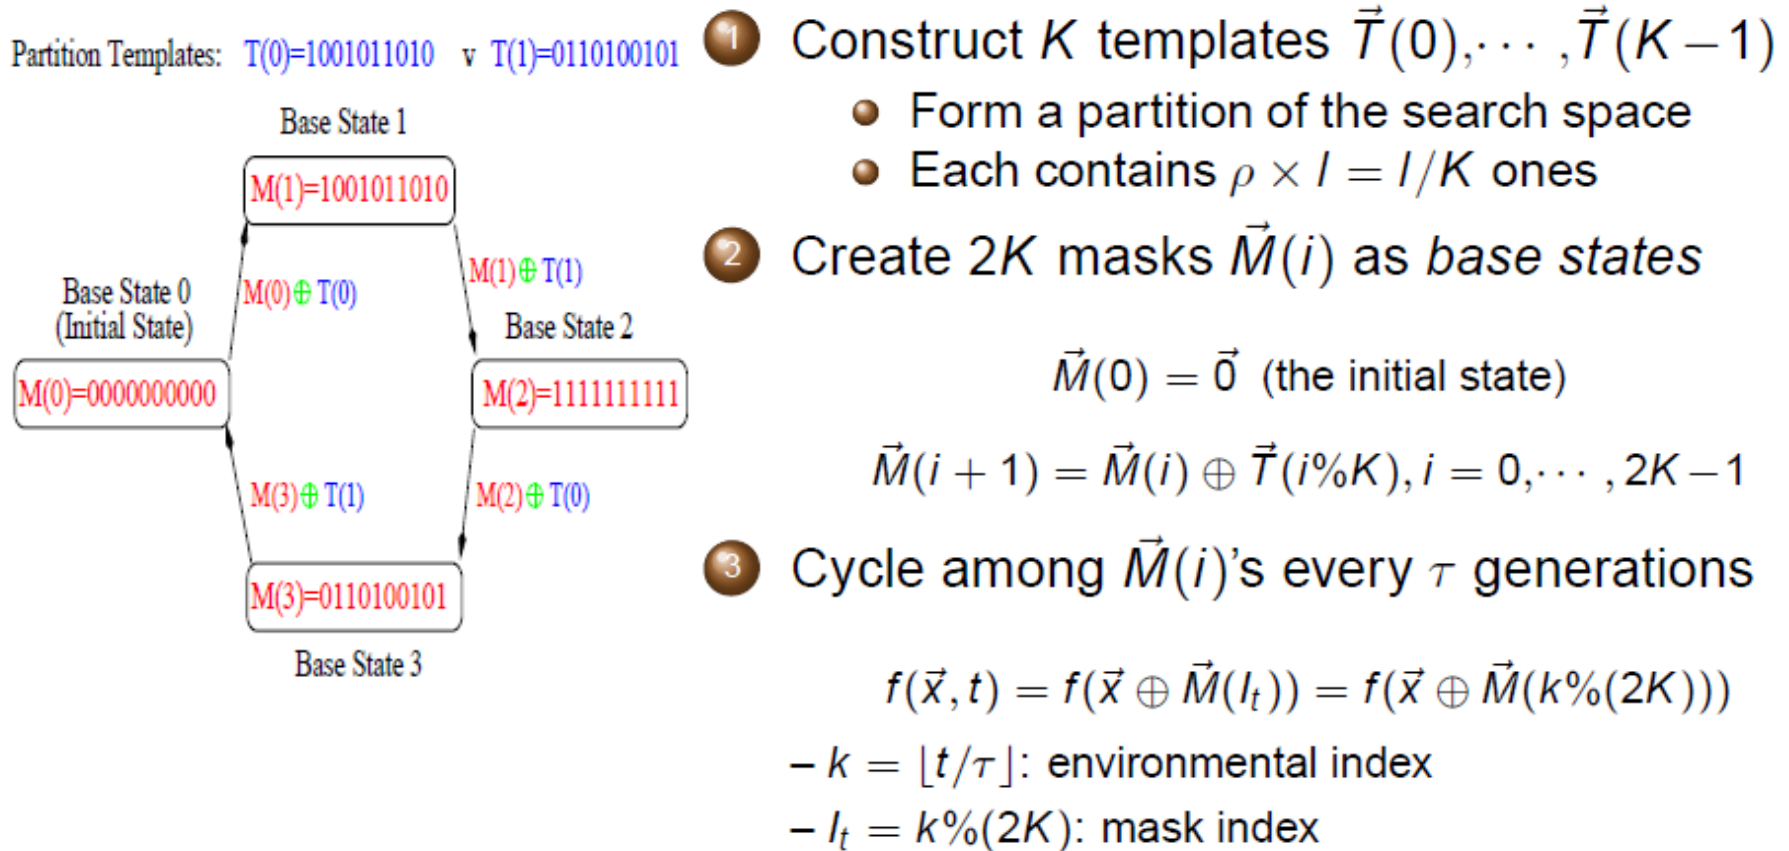 Partition Templates: T(0)=1001011010 v T(1)=0110100101
Base State 1
M(1)=1001011010
M(0)⊕T(0)
M(1)⊕T(1)
Base State 0
(Initial State)
Base State 2
M(0)=0000000000
M(2)=1111111111
M(3)⊕T(1)
M(2)⊕T(0)
M(3)=0110100101
Base State 3
1 Construct K templates T⃗(0),··· ,T⃗(K−1)
Form a partition of the search space
Each contains ρ × l = l/K ones
2 Create 2K masks M⃗(i) as base states
M⃗(0) = 0⃗ (the initial state)
M⃗(i + 1) = M⃗(i) ⊕ T⃗(i%K), i = 0,··· , 2K−1
3 Cycle among M⃗(i)'s every τ generations
f(x⃗, t) = f(x⃗ ⊕ M⃗(I_t)) = f(x⃗ ⊕ M⃗(k%(2K)))
– k = ⌊t/τ⌋: environmental index
– I_t = k%(2K): mask index